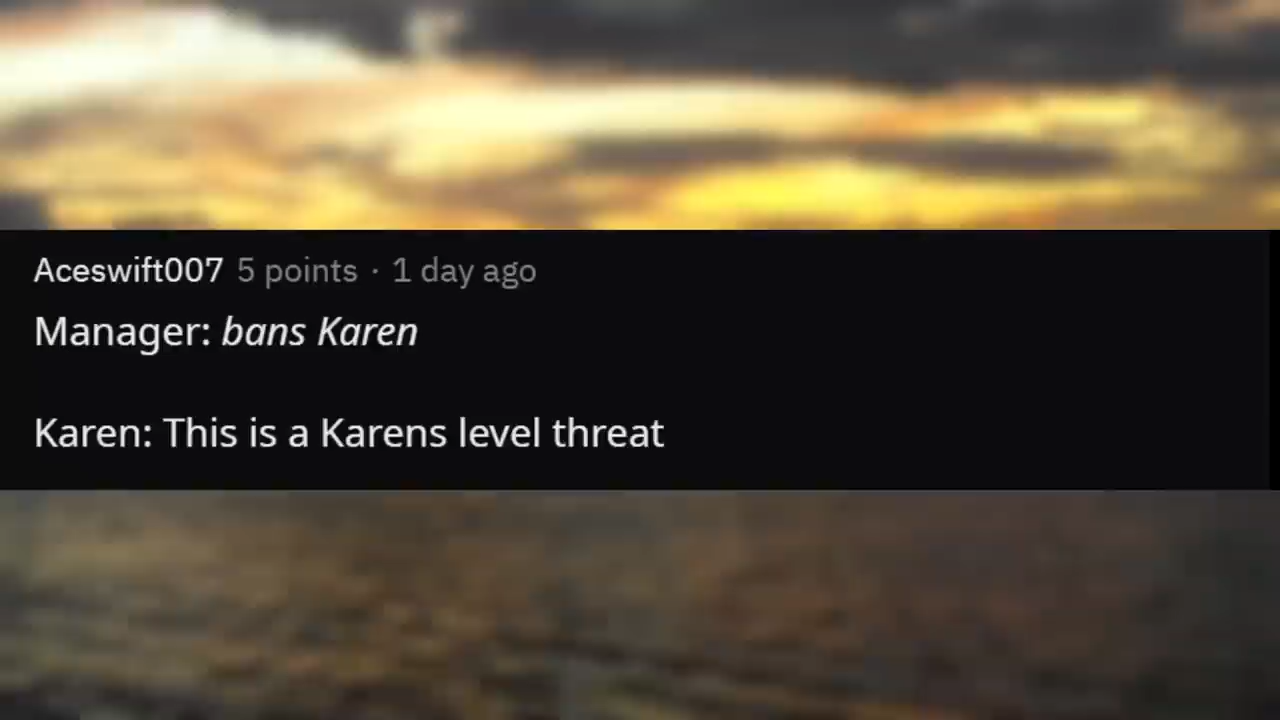 Aceswift007 5 points · 1 day ago
Manager: bans Karen
Karen: This is a Karens level threat